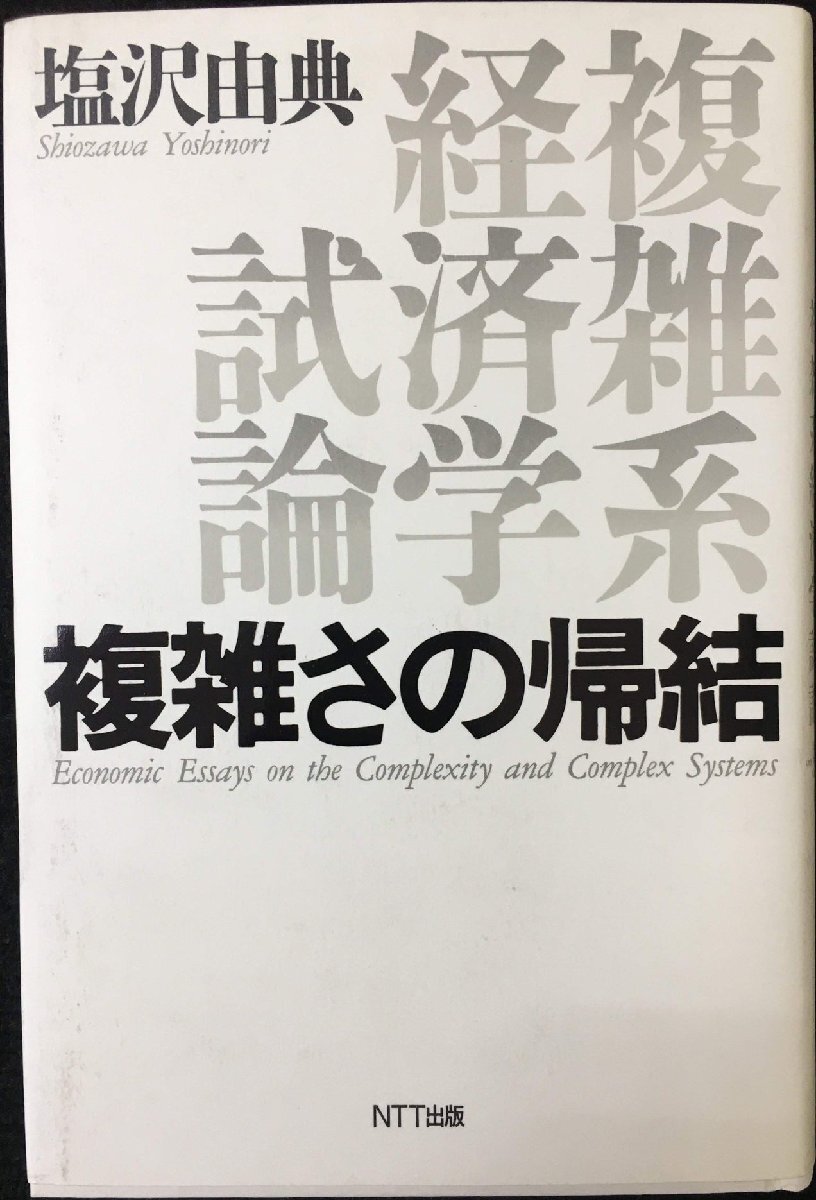 塩沢由典
Shiozawa Yoshinori
複雑系
経済学
試論
複雑さの帰結
Economic Essays on the Complexity and Complex Systems
NTT出版